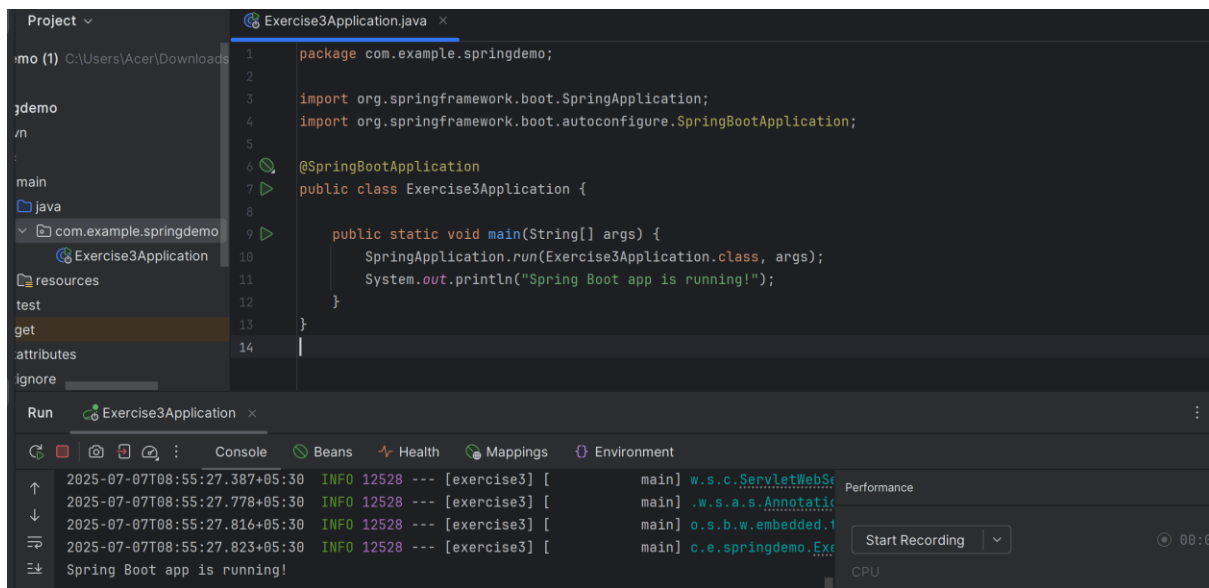 Project
Exercise3Application.java
emo (1) C:\Users\Acer\Downloads
gdemo
vn
main
java
com.example.springdemo
Exercise3Application
resources
test
get
attributes
ignore
1 package com.example.springdemo;
2
3 import org.springframework.boot.SpringApplication;
4 import org.springframework.boot.autoconfigure.SpringBootApplication;
5
6 @SpringBootApplication
7 public class Exercise3Application {
8
9 public static void main(String[] args) {
10 SpringApplication.run(Exercise3Application.class, args);
11 System.out.println("Spring Boot app is running!");
12 }
13 }
14
Run Exercise3Application
Console Beans Health Mappings {} Environment
2025-07-07T08:55:27.387+05:30 INFO 12528 --- [exercise3] [ main] w.s.c.ServletWebSe
2025-07-07T08:55:27.778+05:30 INFO 12528 --- [exercise3] [ main] .w.s.a.s.Annotatio
2025-07-07T08:55:27.816+05:30 INFO 12528 --- [exercise3] [ main] o.s.b.w.embedded.t
2025-07-07T08:55:27.823+05:30 INFO 12528 --- [exercise3] [ main] c.e.springdemo.Exe
Spring Boot app is running!
Performance
Start Recording
CPU